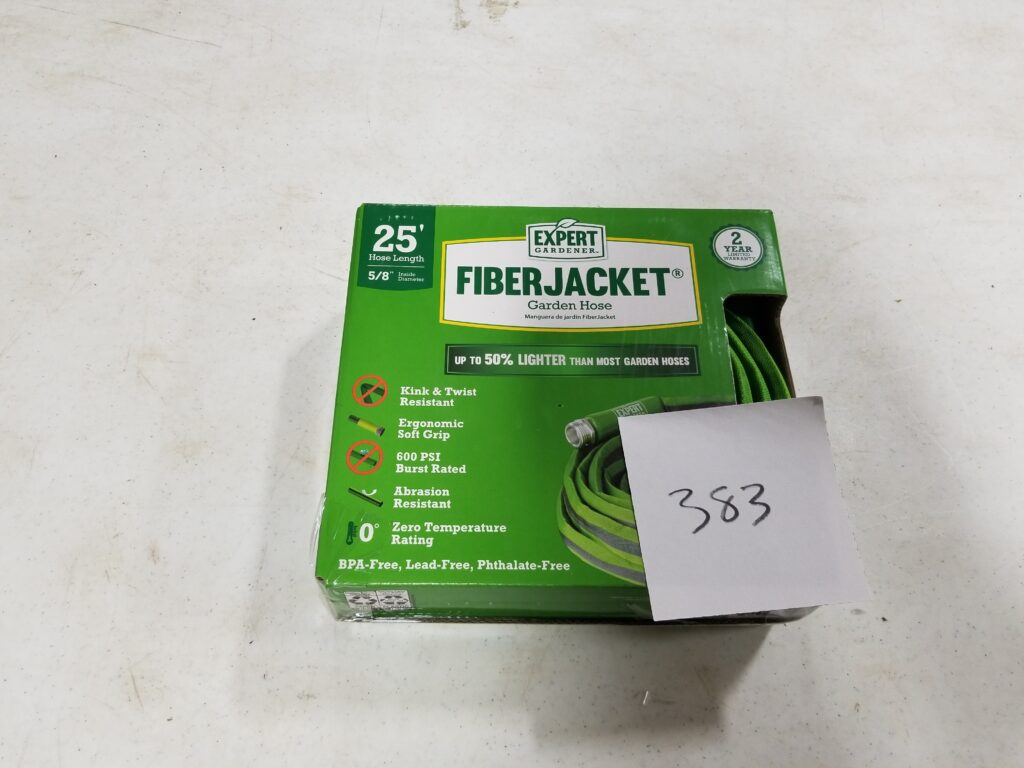 25'
Hose Length
5/8" Inside Diameter
EXPERT
GARDENER
FIBERJACKET®
Garden Hose
Manguera de jardín FiberJacket
2
YEAR
LIMITED
WARRANTY
UP TO 50% LIGHTER THAN MOST GARDEN HOSES
Kink & Twist
Resistant
Ergonomic
Soft Grip
600 PSI
Burst Rated
Abrasion
Resistant
0° Zero Temperature
Rating
BPA-Free, Lead-Free, Phthalate-Free
EXPERT
383